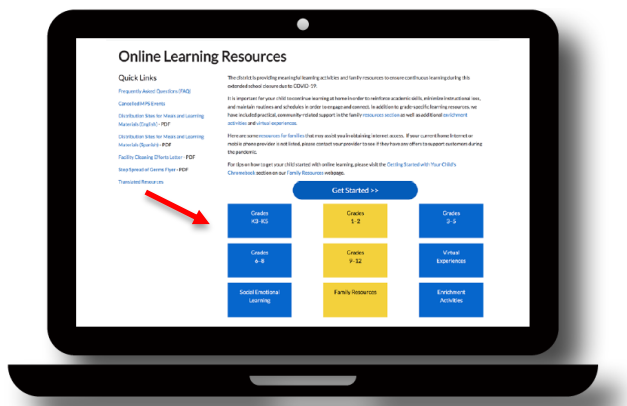 Online Learning Resources
Quick Links
Frequently Asked Questions (FAQ)
Cancelled MPS Events
Distribution Sites for Meals and Learning
Materials (English) - PDF
Distribution Sites for Meals and Learning
Materials (Spanish) - PDF
Facility Cleaning Efforts Letter - PDF
Stop Spread of Germs Flyer - PDF
Translated Resources
The district is providing meaningful learning activities and family resources to ensure continuous learning during this
extended school closure due to COVID-19.
It is important for your child to continue learning at home in order to reinforce academic skills, minimize instructional loss,
and maintain routines and schedules in order to engage and connect. In addition to grade-specific learning resources, we
have included practical, community-related support in the family resources section as well as additional enrichment
activities and virtual experiences.
Here are some resources for families that may assist you in obtaining internet access. If your current home internet or
mobile phone provider is not listed, please contact your provider to see if they have any offers to support customers during
the pandemic.
For tips on how to get your child started with online learning, please visit the Getting Started with Your Child's
Chromebook section on our Family Resources webpage.
Get Started >>
Grades
K3-K5
Grades
1-2
Grades
3-5
Grades
6-8
Grades
9-12
Virtual
Experiences
Social Emotional
Learning
Family Resources
Enrichment
Activities